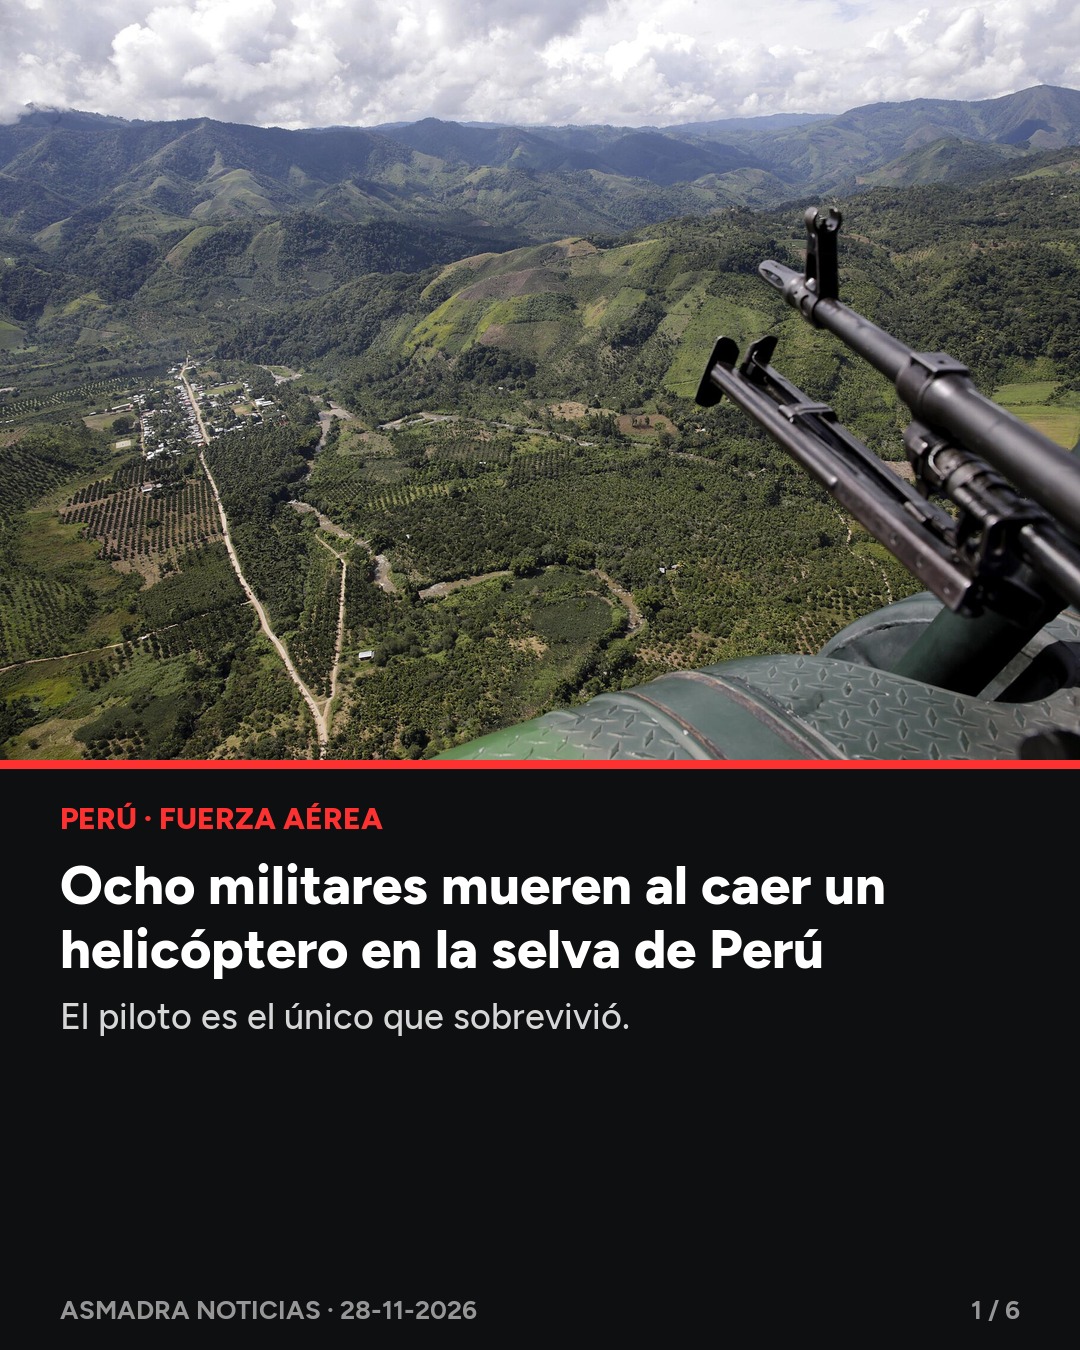 PERÚ · FUERZA AÉREA
Ocho militares mueren al caer un
helicóptero en la selva de Perú
El piloto es el único que sobrevivió.
ASMADRA NOTICIAS · 28-11-2026
1 / 6